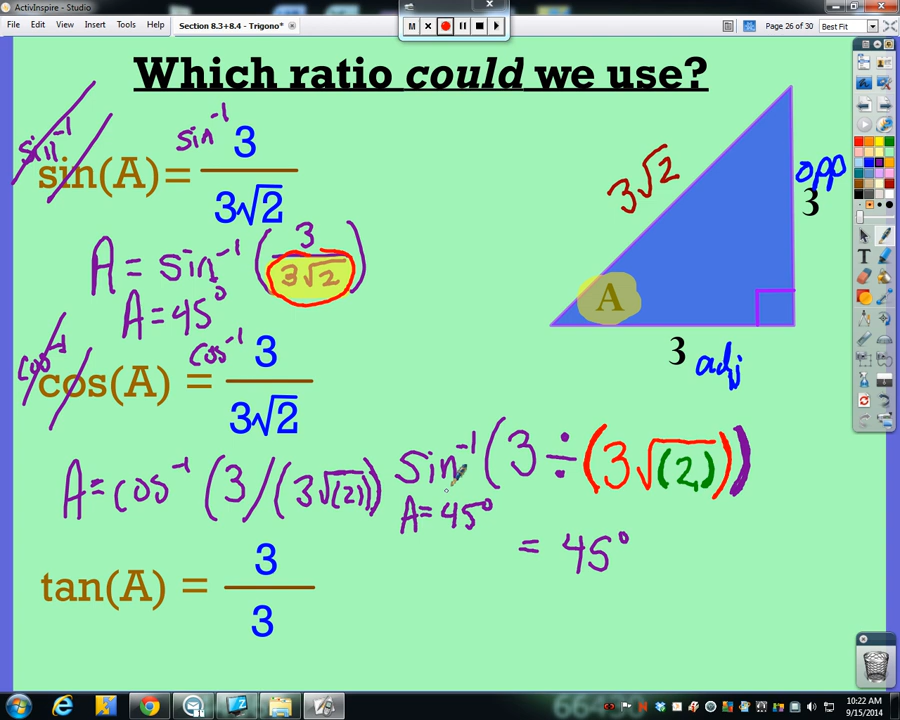 ActivInspire - Studio
File Edit View Insert Tools Help
Section 8.3+8.4 - Trigono*
Page 26 of 30
Best Fit
M
Which ratio could we use?
sin⁻¹
sin(A)= sin⁻¹ 3
3√2
A = sin⁻¹ (3
3√2)
A = 45°
cos⁻¹
cos(A) = cos⁻¹ 3
3√2
A = cos⁻¹ (3/(3√(2))
A = 45°
sin⁻¹ (3 ÷ (3√(2)))
= 45°
tan(A) = 3
3
3√2
opp
3
A
3
adj
10:22 AM
9/15/2014